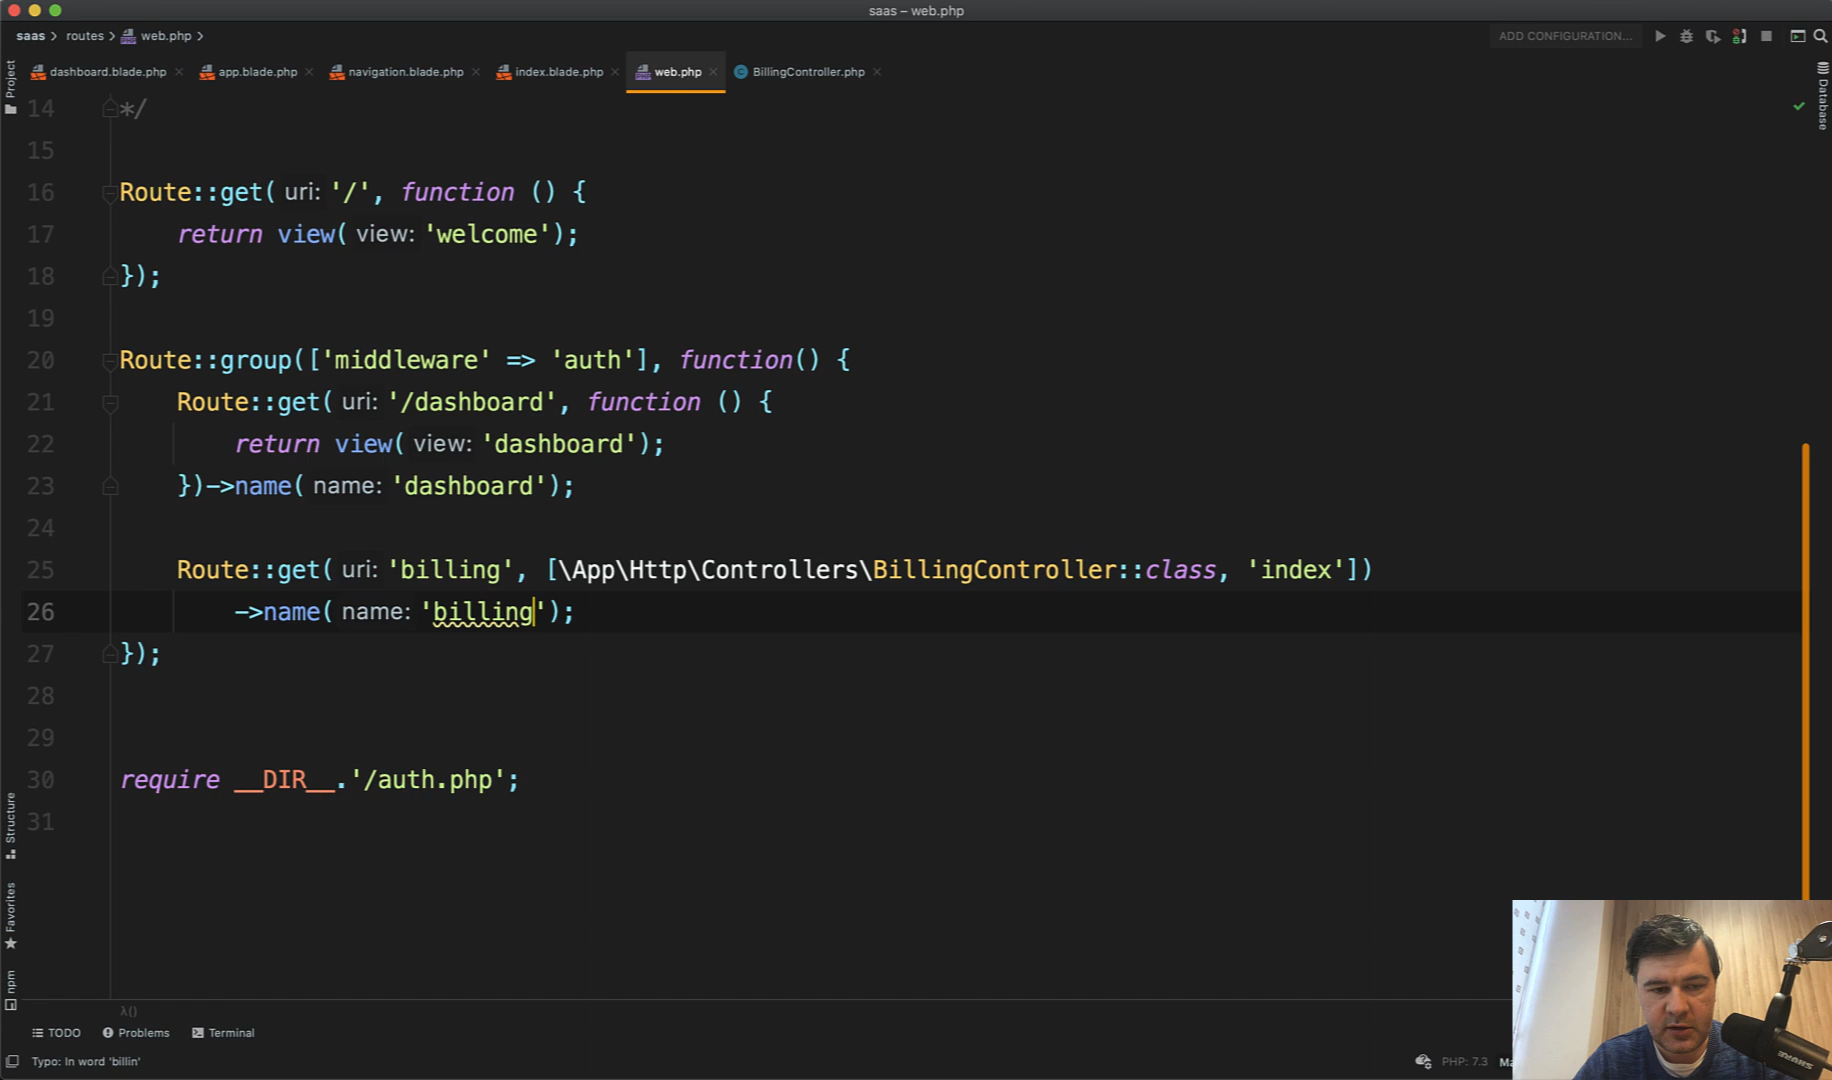 saas – web.php
saas
routes
web.php
ADD CONFIGURATION...
dashboard.blade.php
app.blade.php
navigation.blade.php
index.blade.php
web.php
BillingController.php
Project
Database
14 */
15
16 Route::get( uri: '/', function () {
17 return view( view: 'welcome');
18 });
19
20 Route::group(['middleware' => 'auth'], function() {
21 Route::get( uri: '/dashboard', function () {
22 return view( view: 'dashboard');
23 })->name( name: 'dashboard');
24
25 Route::get( uri: 'billing', [\App\Http\Controllers\BillingController::class, 'index'])
26 ->name( name: 'billing');
27 });
28
29
30 require __DIR__.'/auth.php';
31
Structure
Favorites
npm
λ()
TODO
Problems
Terminal
Typo: In word 'billin'
PHP: 7.3
SHURE